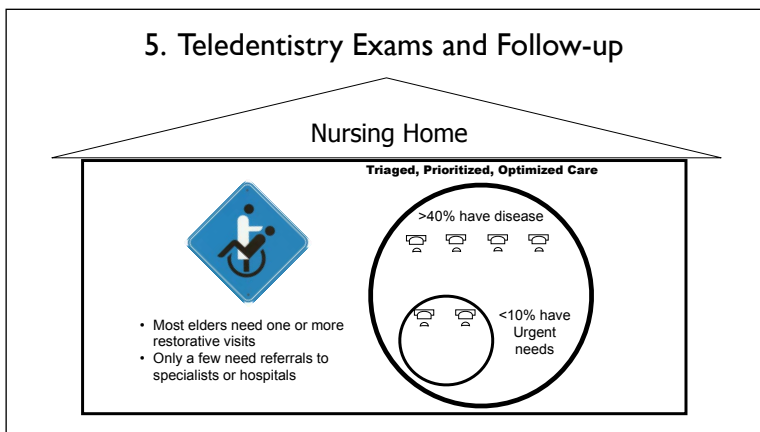 5. Teledentistry Exams and Follow-up
Nursing Home
Triaged, Prioritized, Optimized Care
>40% have disease
<10% have
Urgent
needs
• Most elders need one or more
restorative visits
• Only a few need referrals to
specialists or hospitals